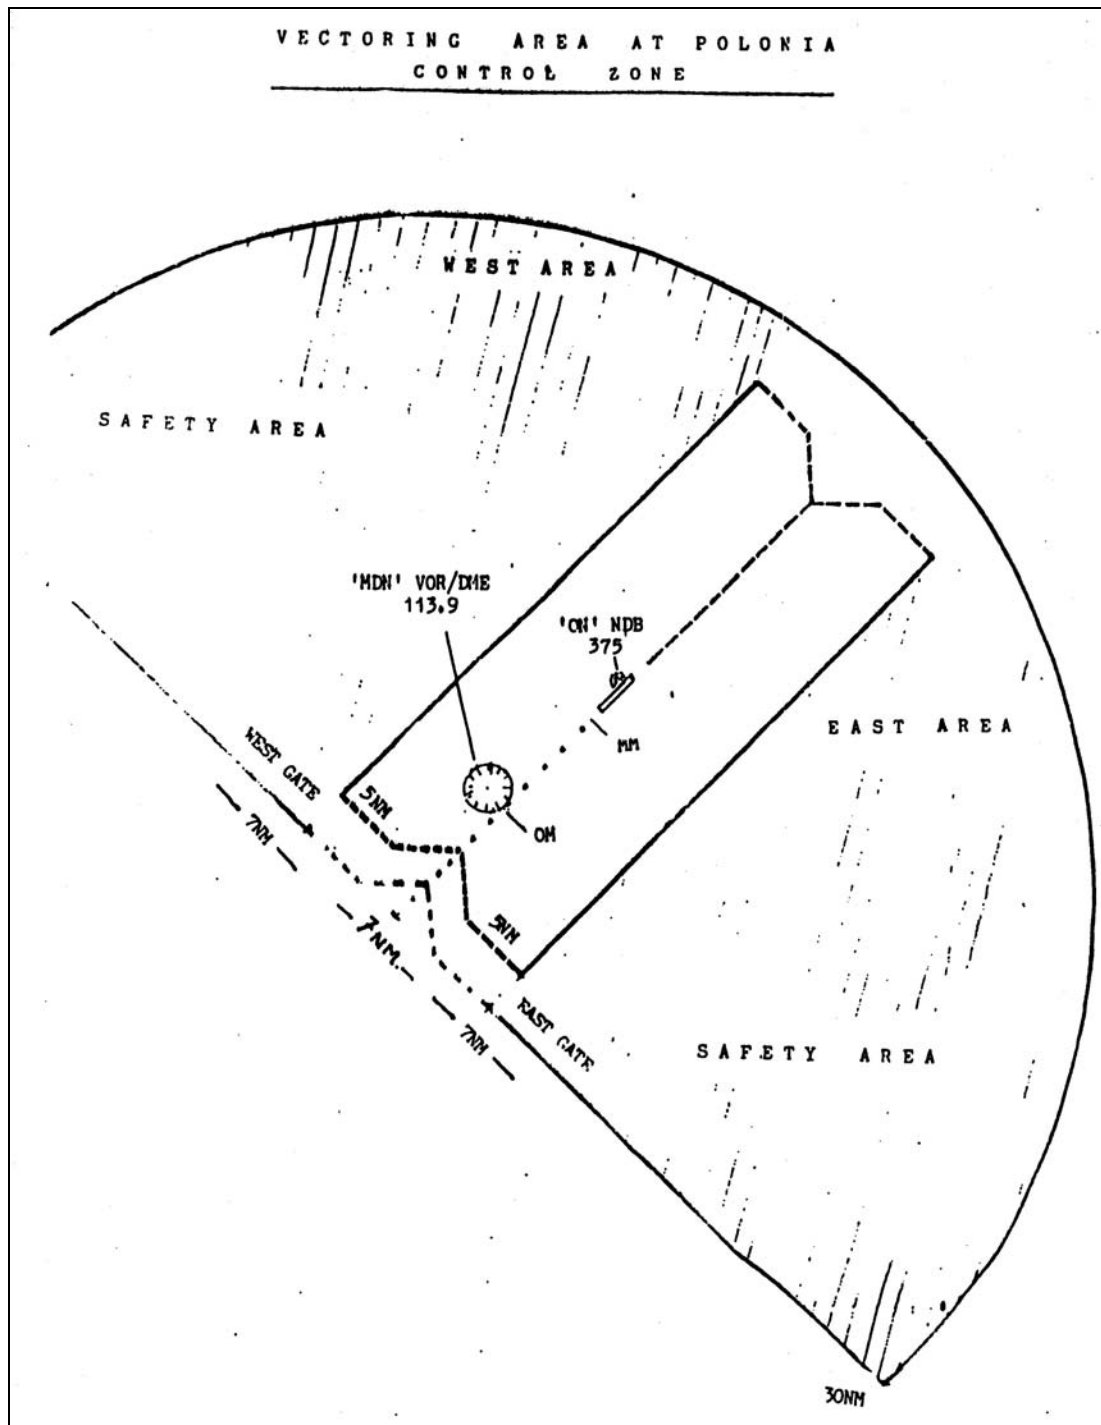 VECTORING AREA AT POLONIA
CONTROL ZONE
WEST AREA
SAFETY AREA
'MDN' VOR/DME
113.9
'ON' NDB
375
EAST AREA
MM
WEST GATE
5NM
7NM
OM
5NM
7NM.
7NM
EAST GATE
SAFETY AREA
30NM